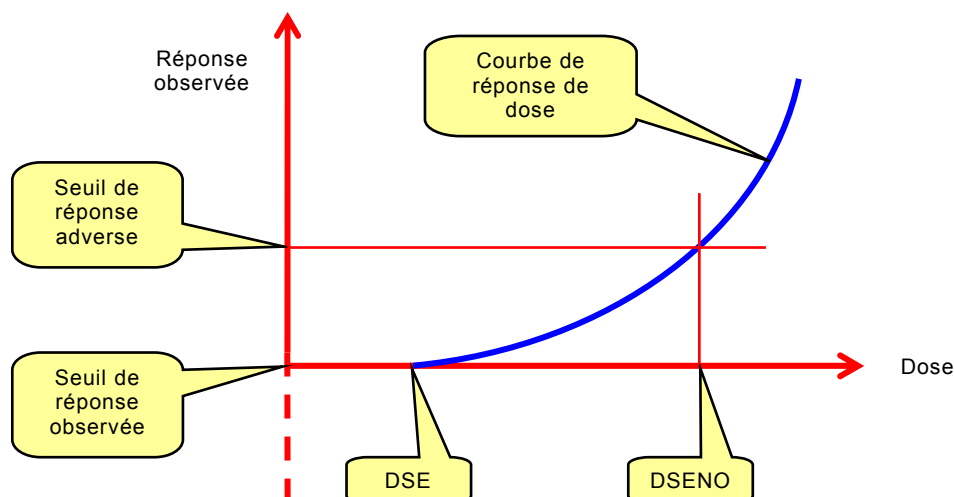 Réponse
observée
Courbe de
réponse de
dose
Seuil de
réponse
adverse
Seuil de
réponse
observée
Dose
DSE
DSENO